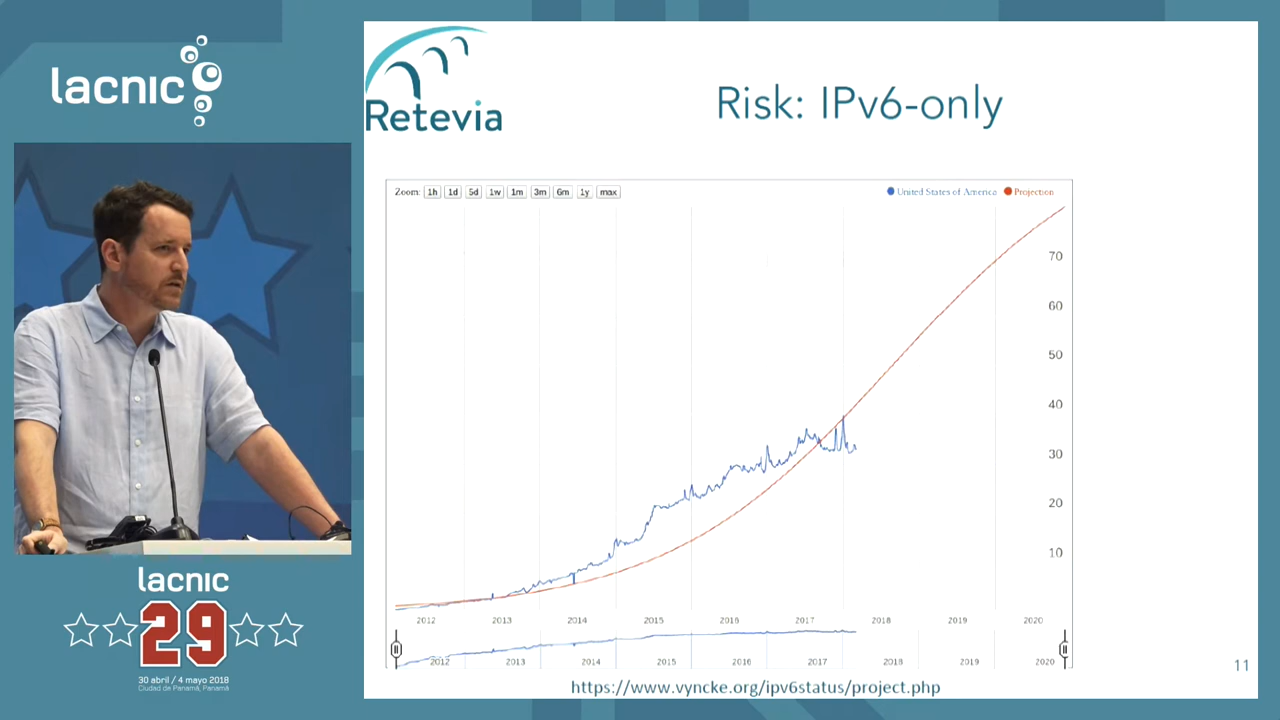 lacnic
Retevia
Risk: IPv6-only
Zoom: 1h 1d 5d 1w 1m 3m 6m 1y max
United States of America Projection
70
60
50
40
30
20
10
2012 2013 2014 2015 2016 2017 2018 2019 2020
2012 2013 2014 2015 2016 2017 2018 2019 2020
https://www.vyncke.org/ipv6status/project.php
11
lacnic
29
30 abril / 4 mayo 2018
Ciudad de Panamá, Panamá